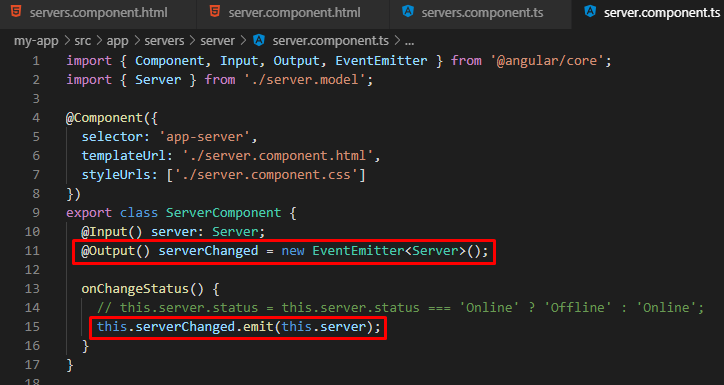 servers.component.html server.component.html servers.component.ts server.component.ts
my-app > src > app > servers > server > server.component.ts > ...
1 import { Component, Input, Output, EventEmitter } from '@angular/core';
2 import { Server } from './server.model';
3
4 @Component({
5 selector: 'app-server',
6 templateUrl: './server.component.html',
7 styleUrls: ['./server.component.css']
8 })
9 export class ServerComponent {
10 @Input() server: Server;
11 @Output() serverChanged = new EventEmitter<Server>();
12
13 onChangeStatus() {
14 // this.server.status = this.server.status === 'Online' ? 'Offline' : 'Online';
15 this.serverChanged.emit(this.server);
16 }
17 }
18